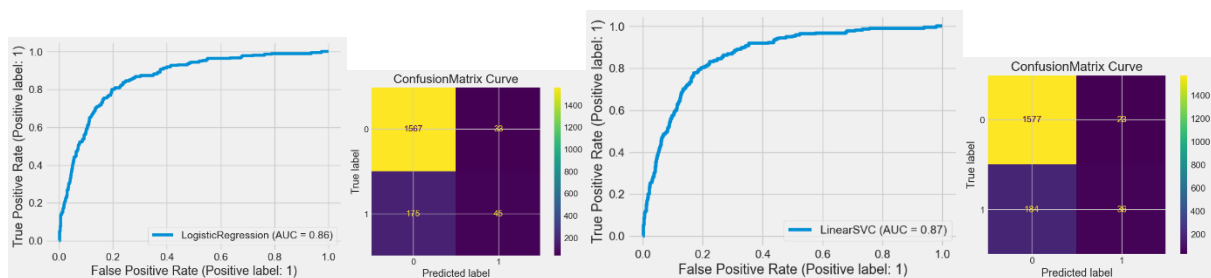 True Positive Rate (Positive label: 1)
1.0
0.8
0.6
0.4
0.2
0.0
LogisticRegression (AUC = 0.86)
0.0 0.2 0.4 0.6 0.8 1.0
False Positive Rate (Positive label: 1)
ConfusionMatrix Curve
True label
0
1
1567 33
175 45
0 1
Predicted label
1400
1200
1000
800
600
400
200
True Positive Rate (Positive label: 1)
1.0
0.8
0.6
0.4
0.2
0.0
LinearSVC (AUC = 0.87)
0.0 0.2 0.4 0.6 0.8 1.0
False Positive Rate (Positive label: 1)
ConfusionMatrix Curve
True label
0
1
1577 23
184 36
0 1
Predicted label
1400
1200
1000
800
600
400
200